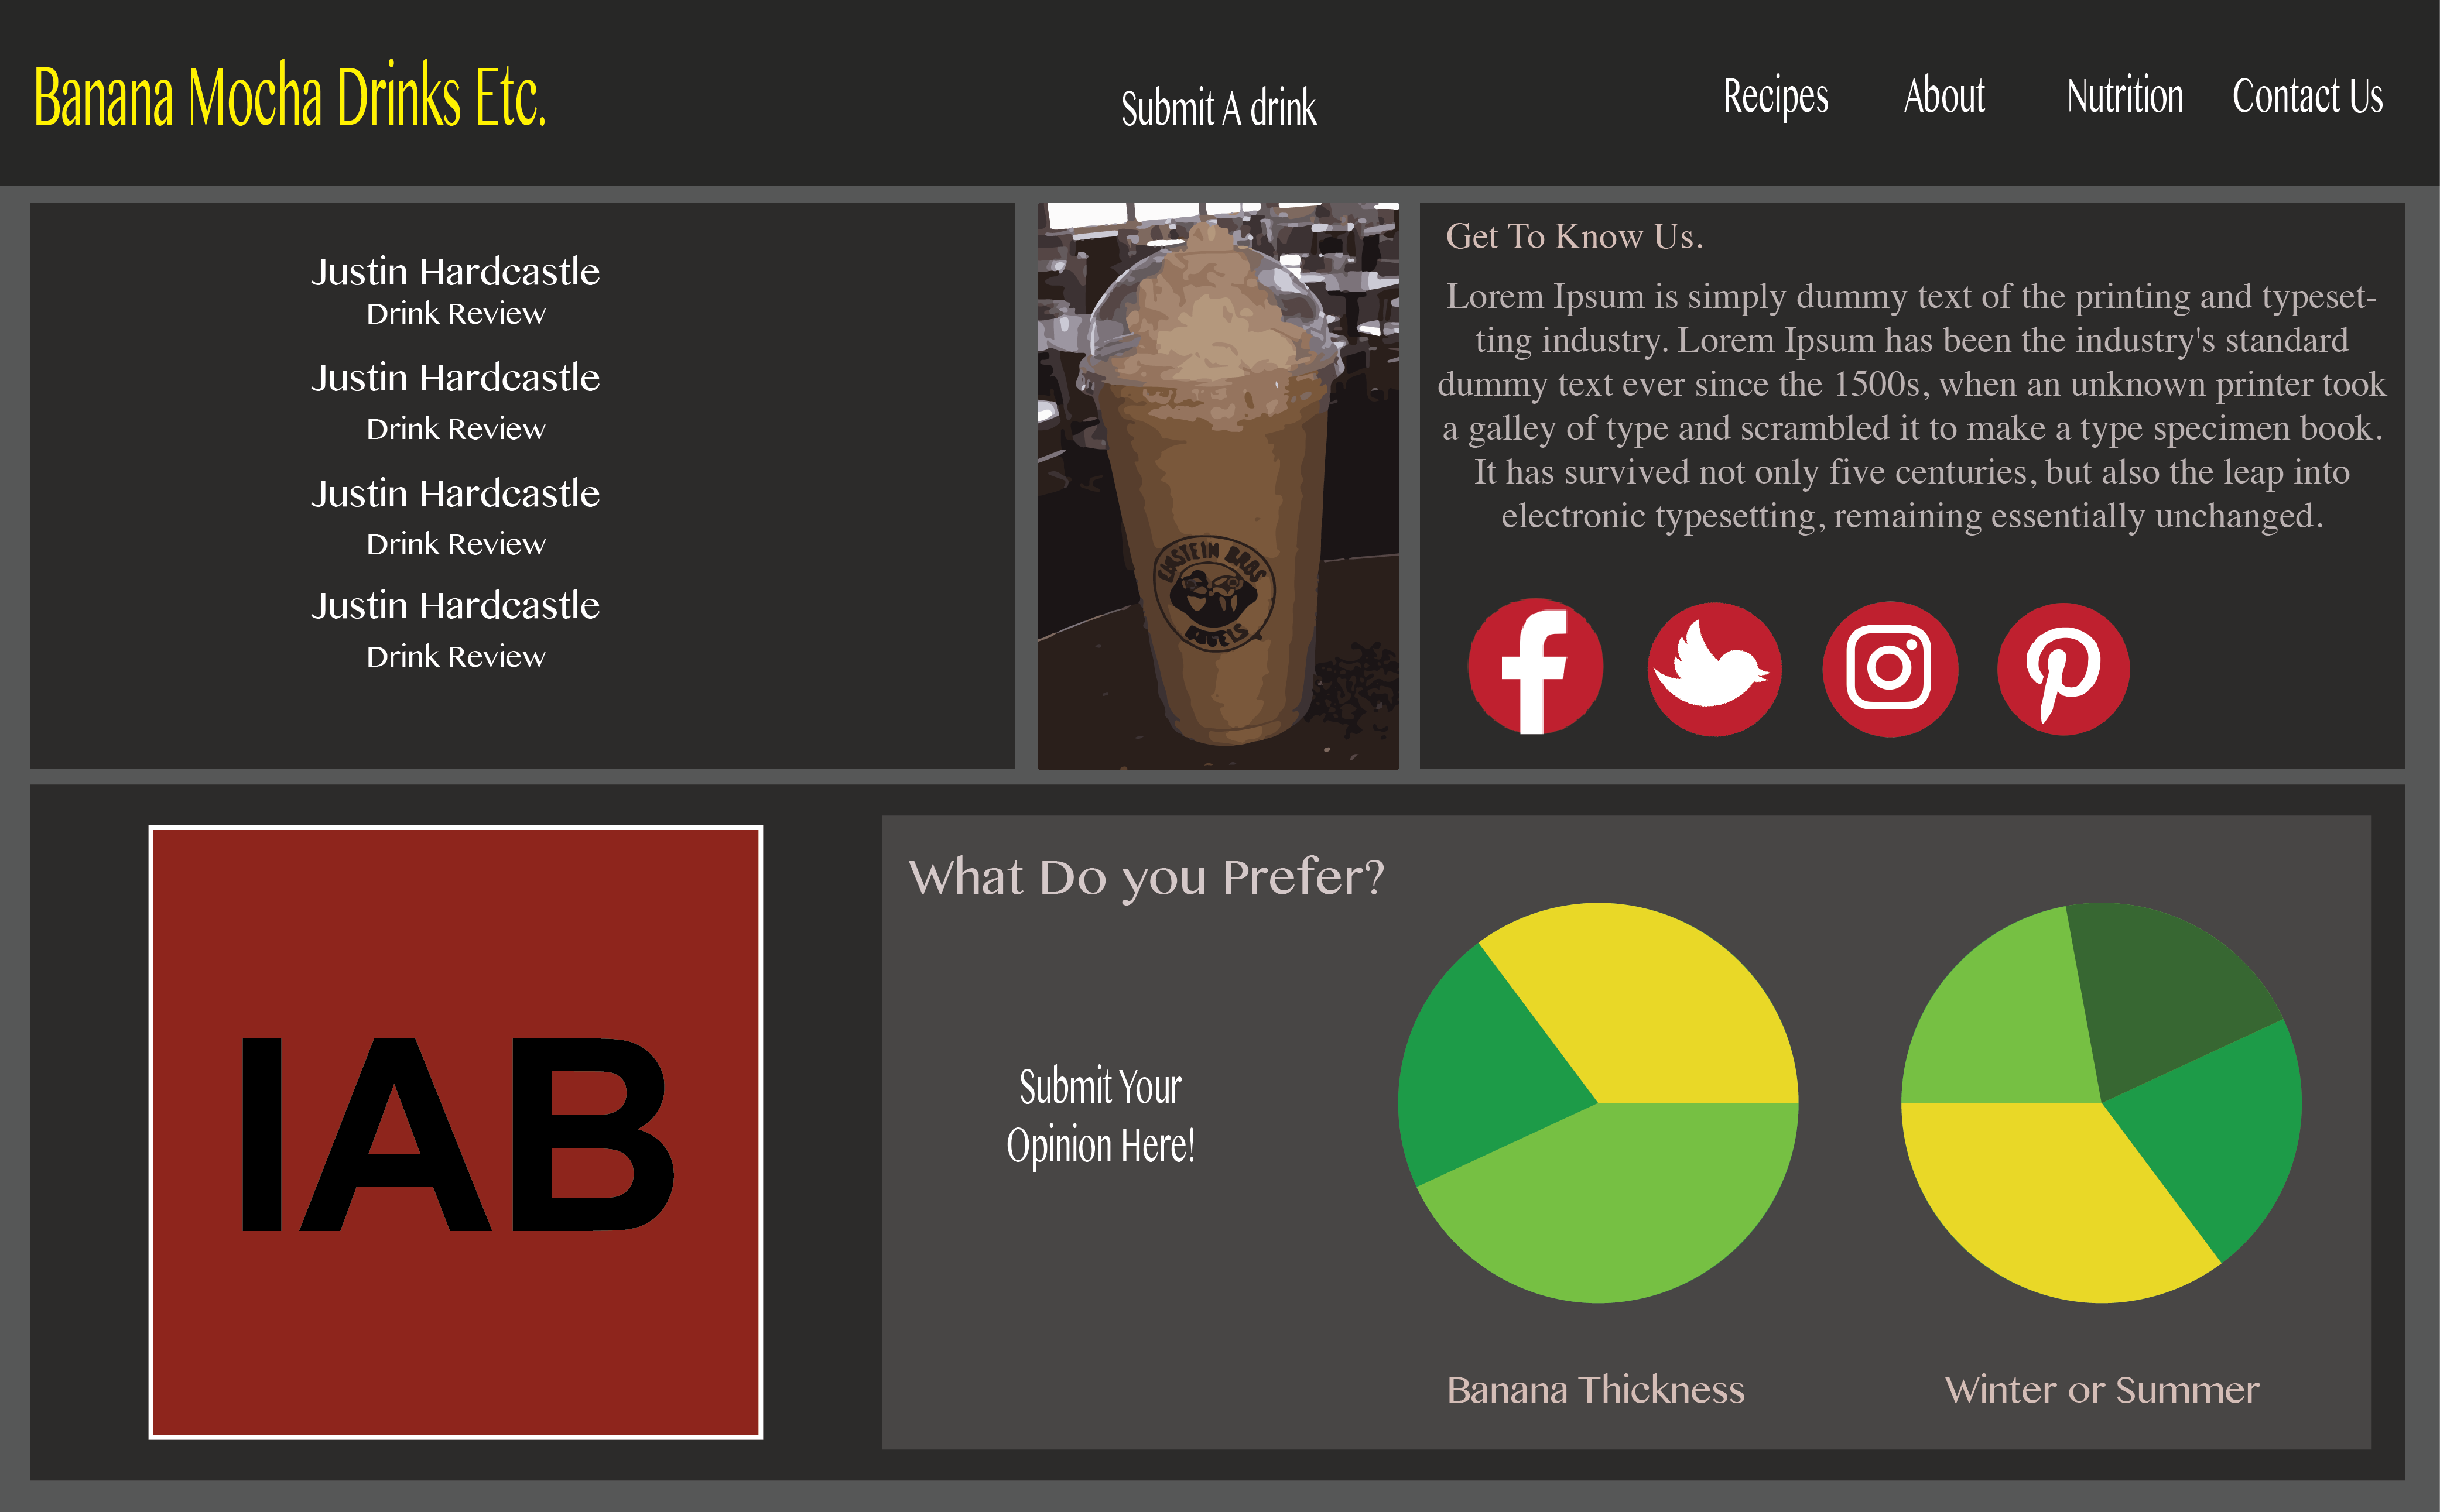 Banana Mocha Drinks Etc.
Submit A drink
Recipes
About
Nutrition
Contact Us
Justin Hardcastle
Drink Review
Justin Hardcastle
Drink Review
Justin Hardcastle
Drink Review
Justin Hardcastle
Drink Review
EINSTEIN BROS
BAGELS
Get To Know Us.
Lorem Ipsum is simply dummy text of the printing and typeset-
ting industry. Lorem Ipsum has been the industry's standard
dummy text ever since the 1500s, when an unknown printer took
a galley of type and scrambled it to make a type specimen book.
It has survived not only five centuries, but also the leap into
electronic typesetting, remaining essentially unchanged.
IAB
What Do you Prefer?
Submit Your
Opinion Here!
Banana Thickness
Winter or Summer